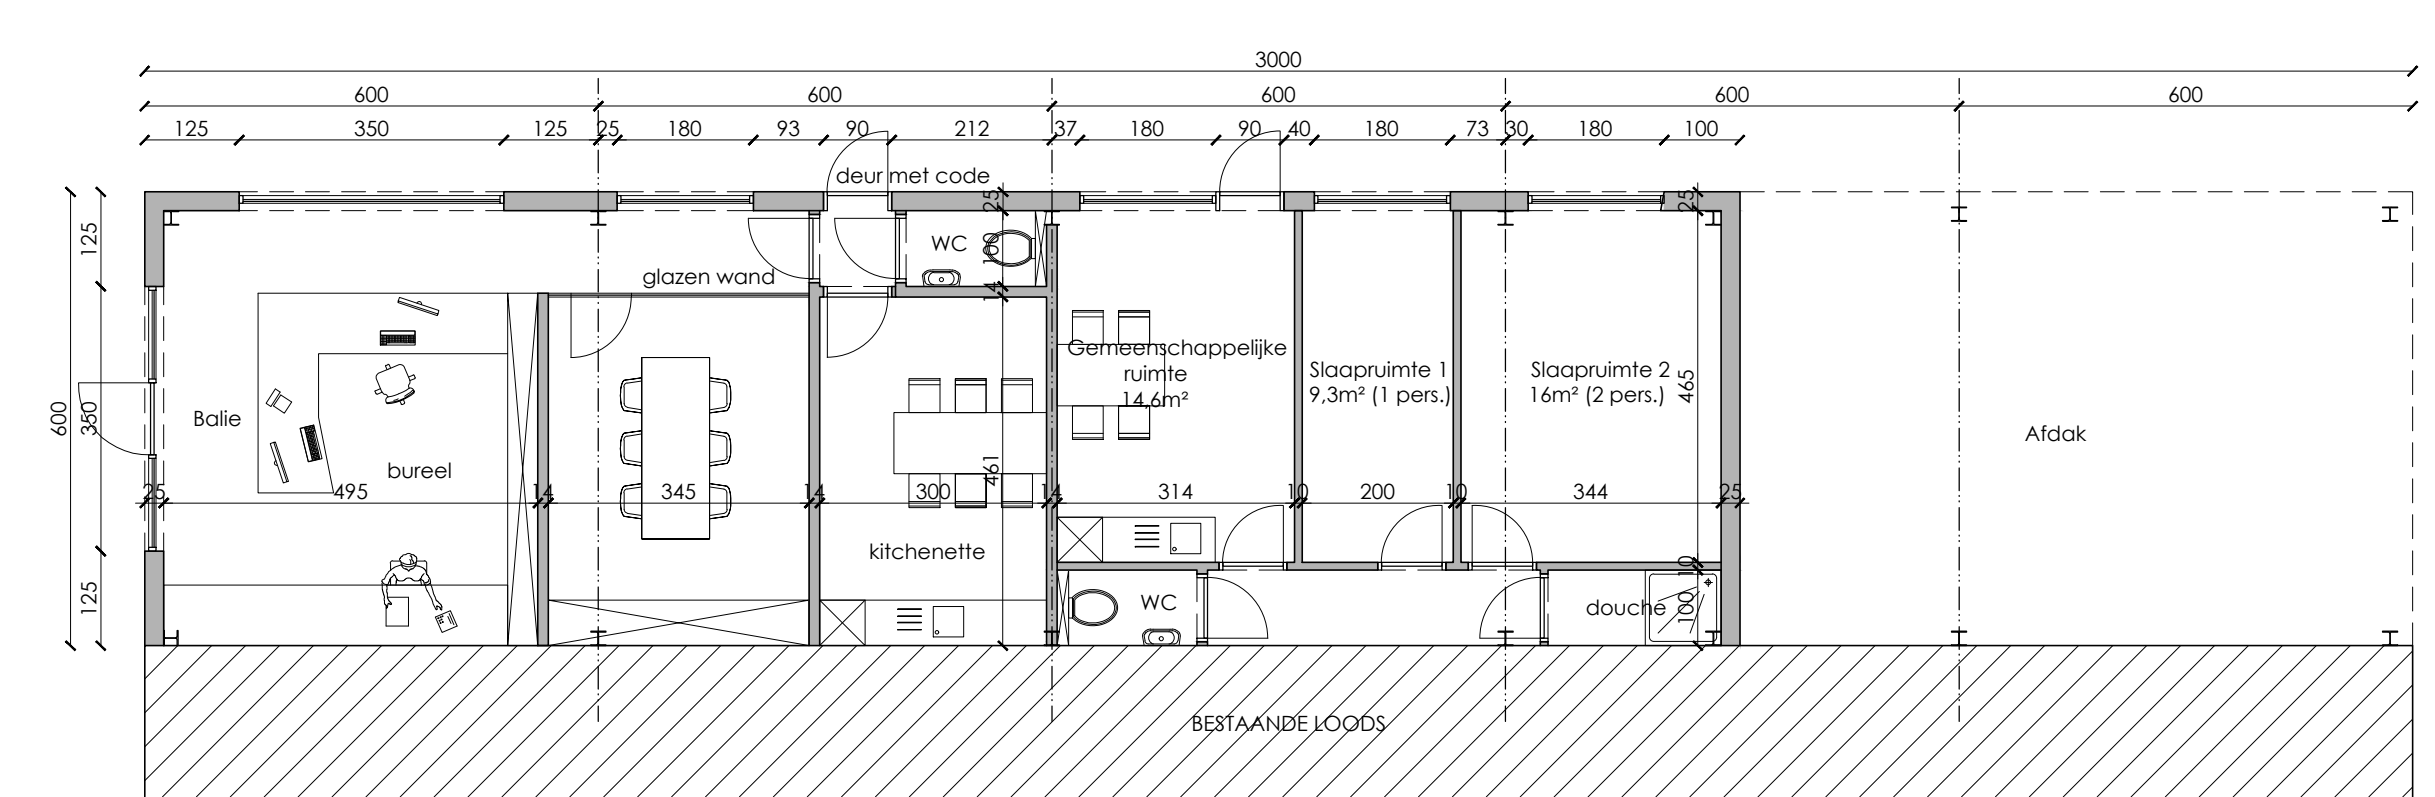 3000
600 600 600 600 600
125 350 125 25 180 93 90 212 37 180 90 40 180 73 30 180 100
deur met code
25
25
125
WC
160
glazen wand
14
Gemeenschappelijke
ruimte
14,6m²
Slaapruimte 1
9,3m² (1 pers.)
Slaapruimte 2
16m² (2 pers.)
465
600
350
Balie
Afdak
bureel
461
25 495 14 345 14 300 14 314 10 200 10 344 25
kitchenette
10
125
WC
douche
100
BESTAANDE LOODS